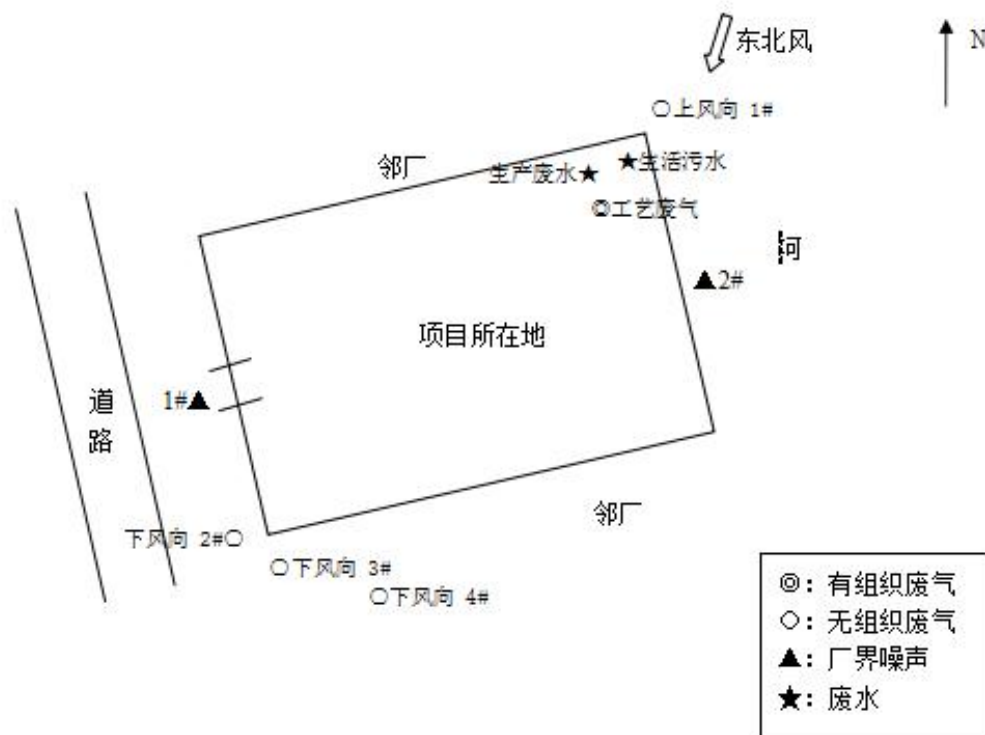 东北风
N
○上风向 1#
邻厂
★生活污水
生产废水★
◎工艺废气
河
▲2#
项目所在地
1#▲
道
路
邻厂
下风向 2#○
○下风向 3#
○下风向 4#
◎：有组织废气
○：无组织废气
▲：厂界噪声
★：废水